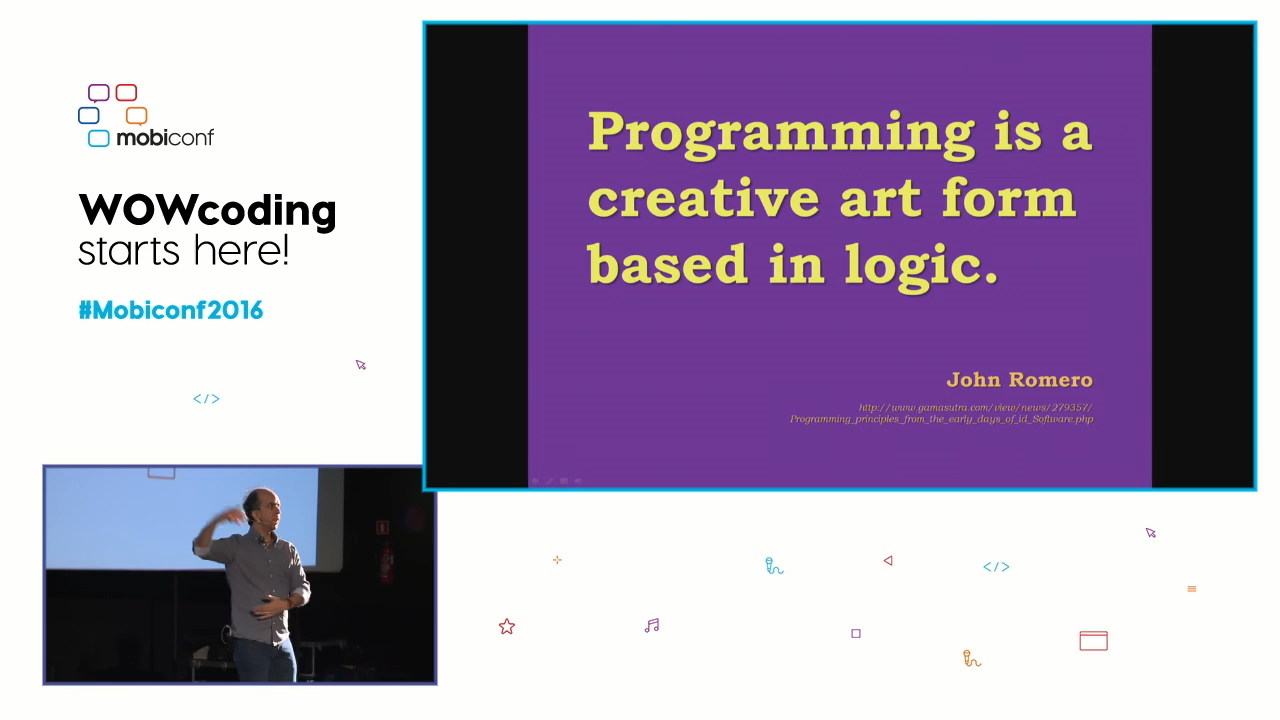 mobiconf
WOWcoding
starts here!
#Mobiconf2016
</>
Programming is a
creative art form
based in logic.
John Romero
http://www.gamasutra.com/view/news/279357/
Programming_principles_from_the_early_days_of_id_Software.php
</>